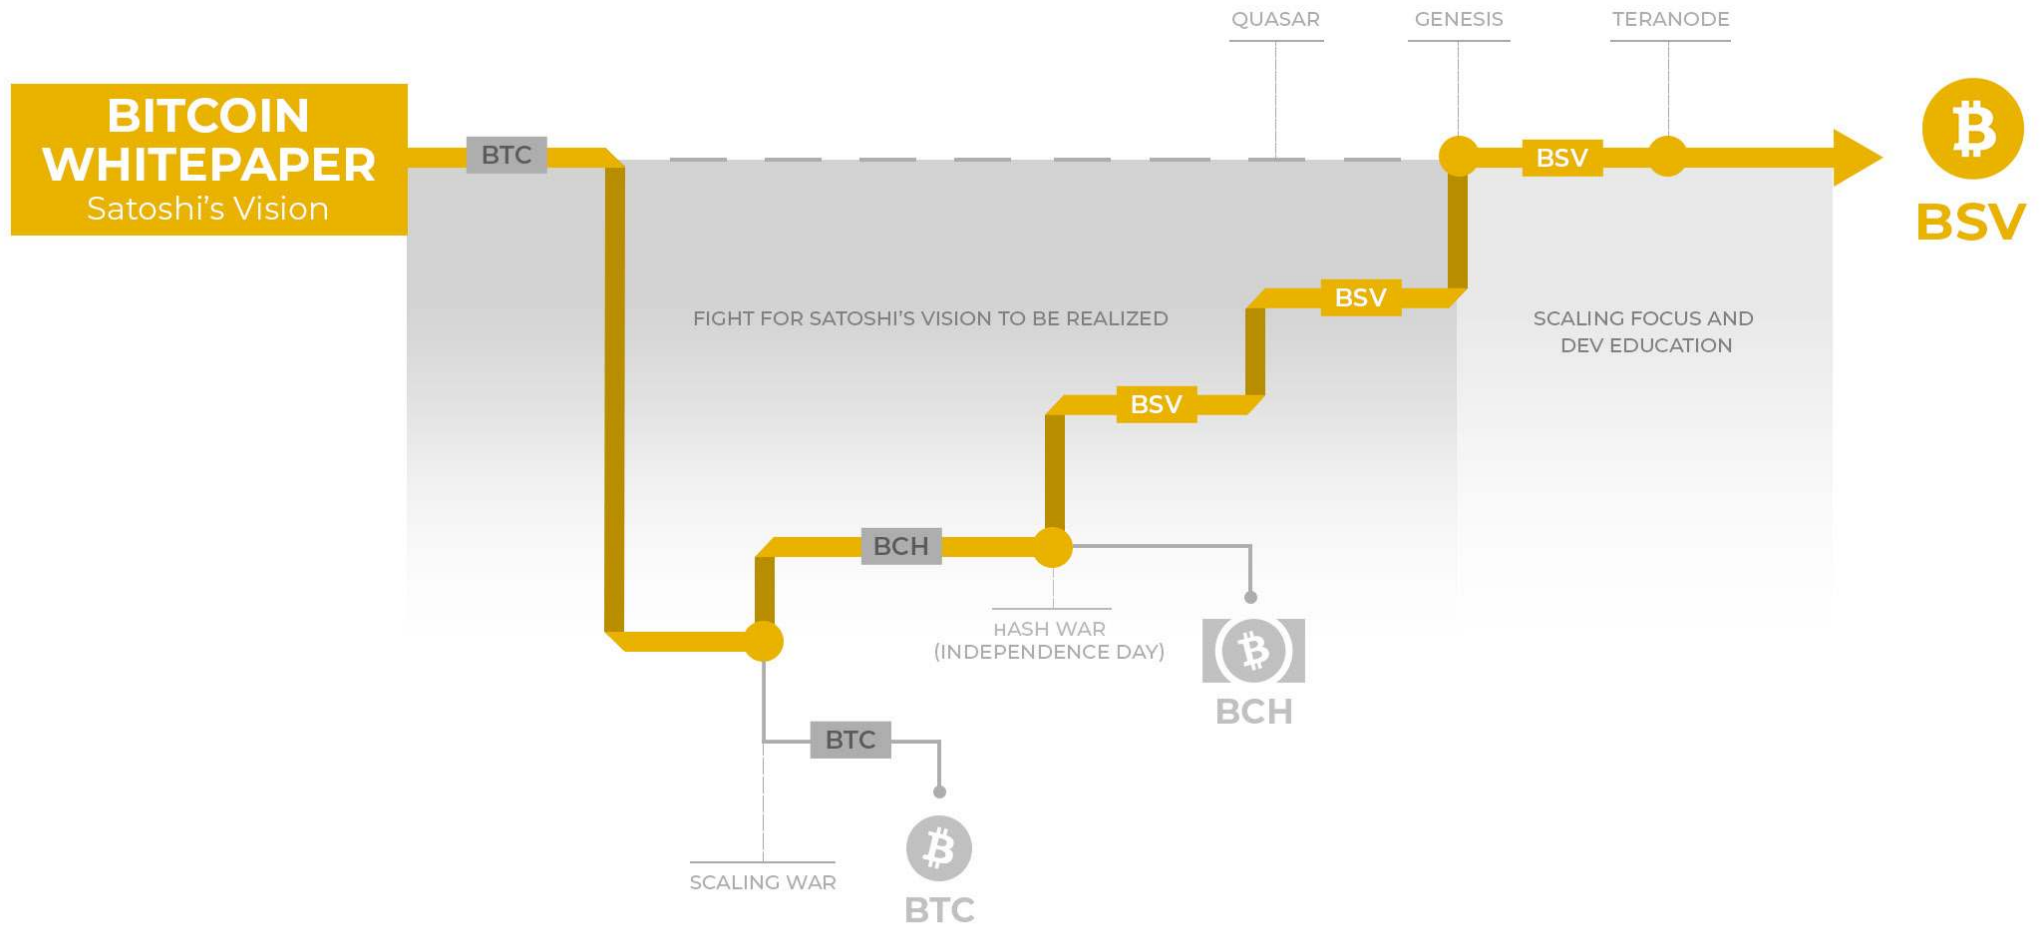 QUASAR
GENESIS
TERANODE
BITCOIN
WHITEPAPER
Satoshi's Vision
BTC
BSV
BSV
FIGHT FOR SATOSHI'S VISION TO BE REALIZED
BSV
SCALING FOCUS AND
DEV EDUCATION
BSV
BCH
HASH WAR
(INDEPENDENCE DAY)
BCH
BTC
SCALING WAR
BTC